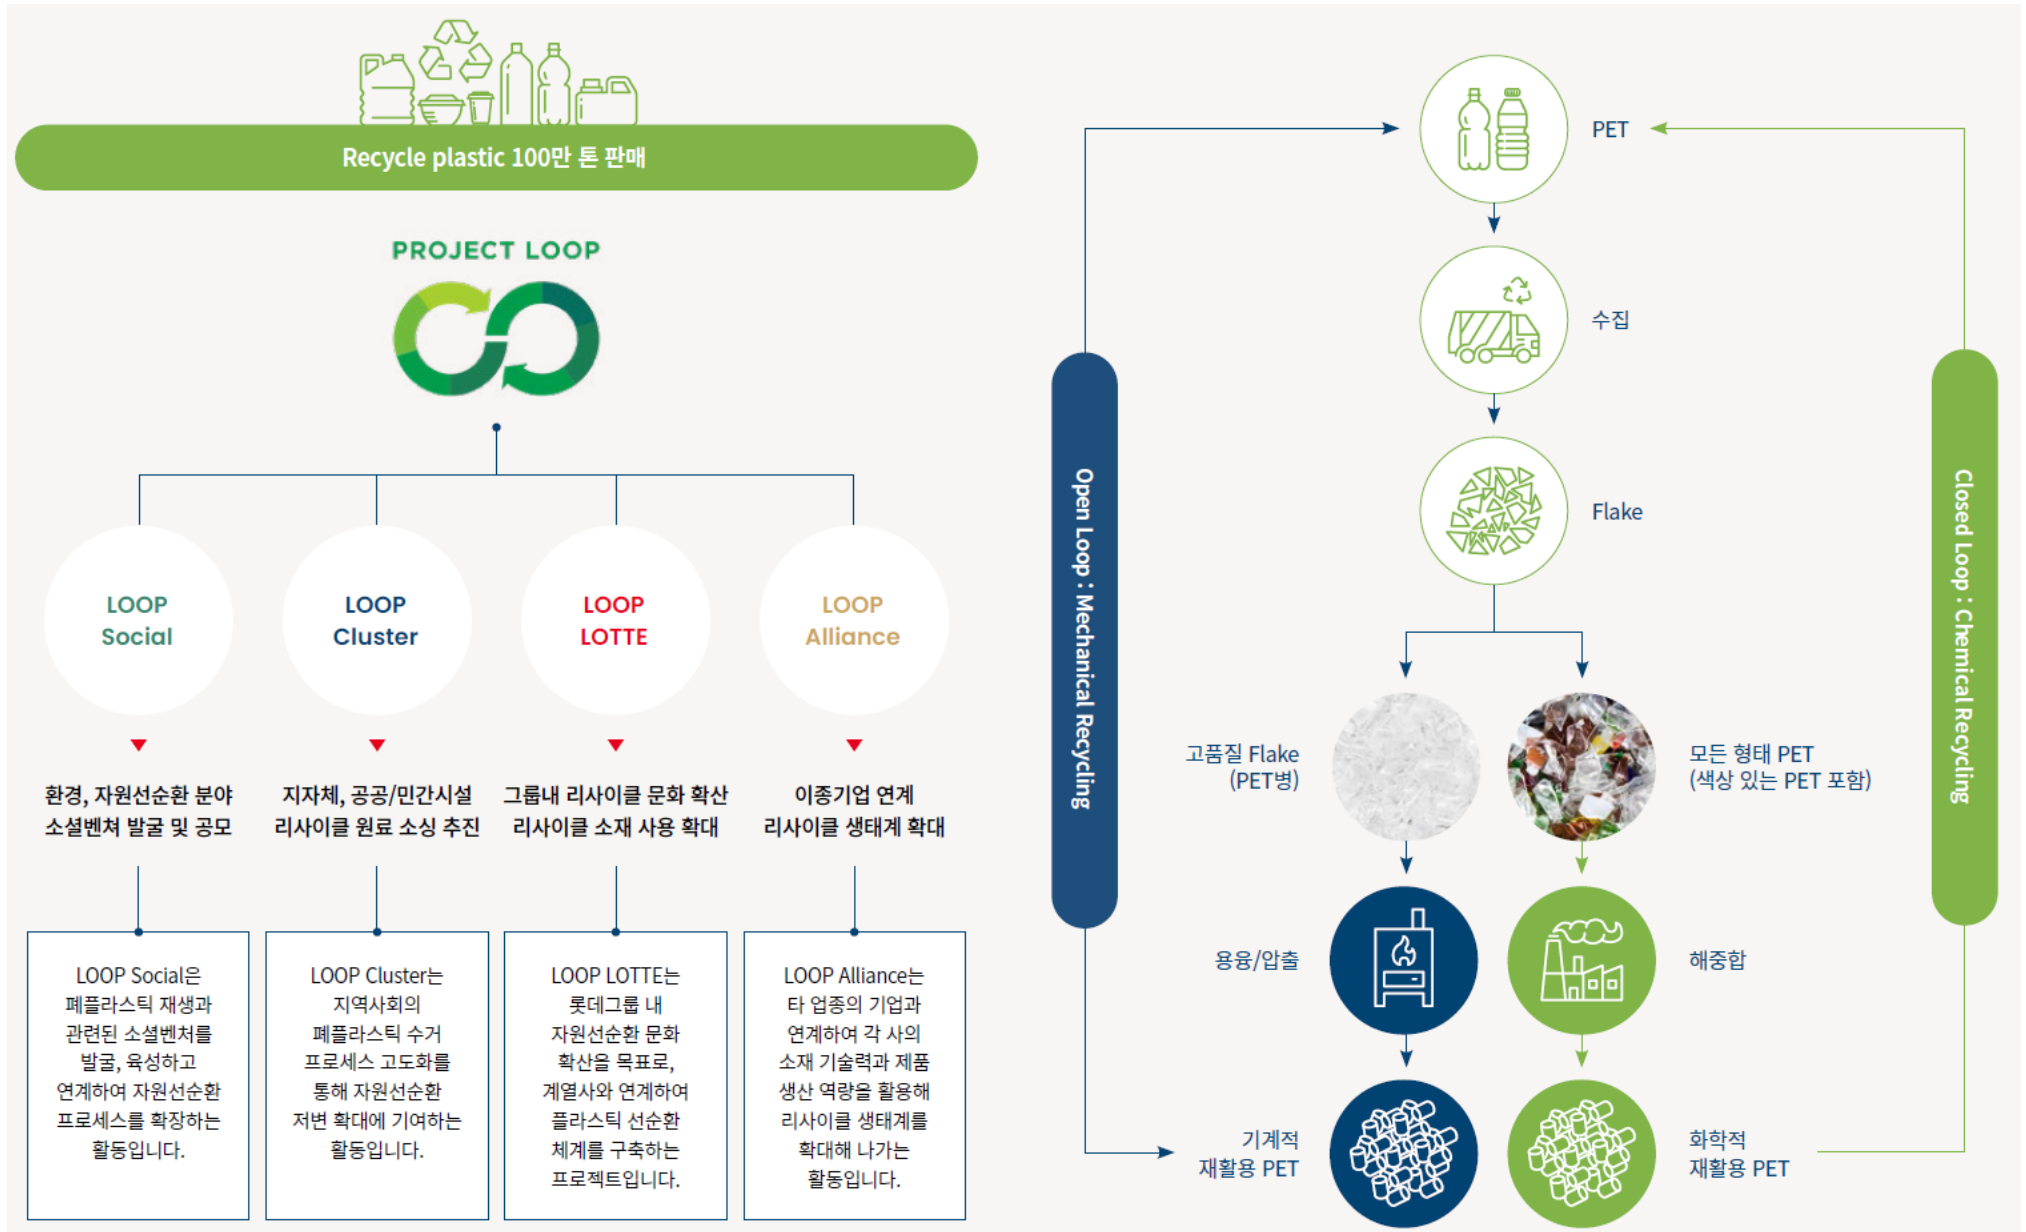 Recycle plastic 100만 톤 판매
PROJECT LOOP
LOOP
Social
환경, 자원선순환 분야
소셜벤쳐 발굴 및 공모
LOOP Social은
폐플라스틱 재생과
관련된 소셜벤처를
발굴, 육성하고
연계하여 자원선순환
프로세스를 확장하는
활동입니다.
LOOP
Cluster
지자체, 공공/민간시설
리사이클 원료 소싱 추진
LOOP Cluster는
지역사회의
폐플라스틱 수거
프로세스 고도화를
통해 자원선순환
저변 확대에 기여하는
활동입니다.
LOOP
LOTTE
그룹내 리사이클 문화 확산
리사이클 소재 사용 확대
LOOP LOTTE는
롯데그룹 내
자원선순환 문화
확산을 목표로,
계열사와 연계하여
플라스틱 선순환
체계를 구축하는
프로젝트입니다.
LOOP
Alliance
이종기업 연계
리사이클 생태계 확대
LOOP Alliance는
타 업종의 기업과
연계하여 각 사의
소재 기술력과 제품
생산 역량을 활용해
리사이클 생태계를
확대해 나가는
활동입니다.
Open Loop : Mechanical Recycling
PET
수집
Flake
고품질 Flake
(PET병)
모든 형태 PET
(색상 있는 PET 포함)
용융/압출
해중합
기계적
재활용 PET
화학적
재활용 PET
Closed Loop : Chemical Recycling